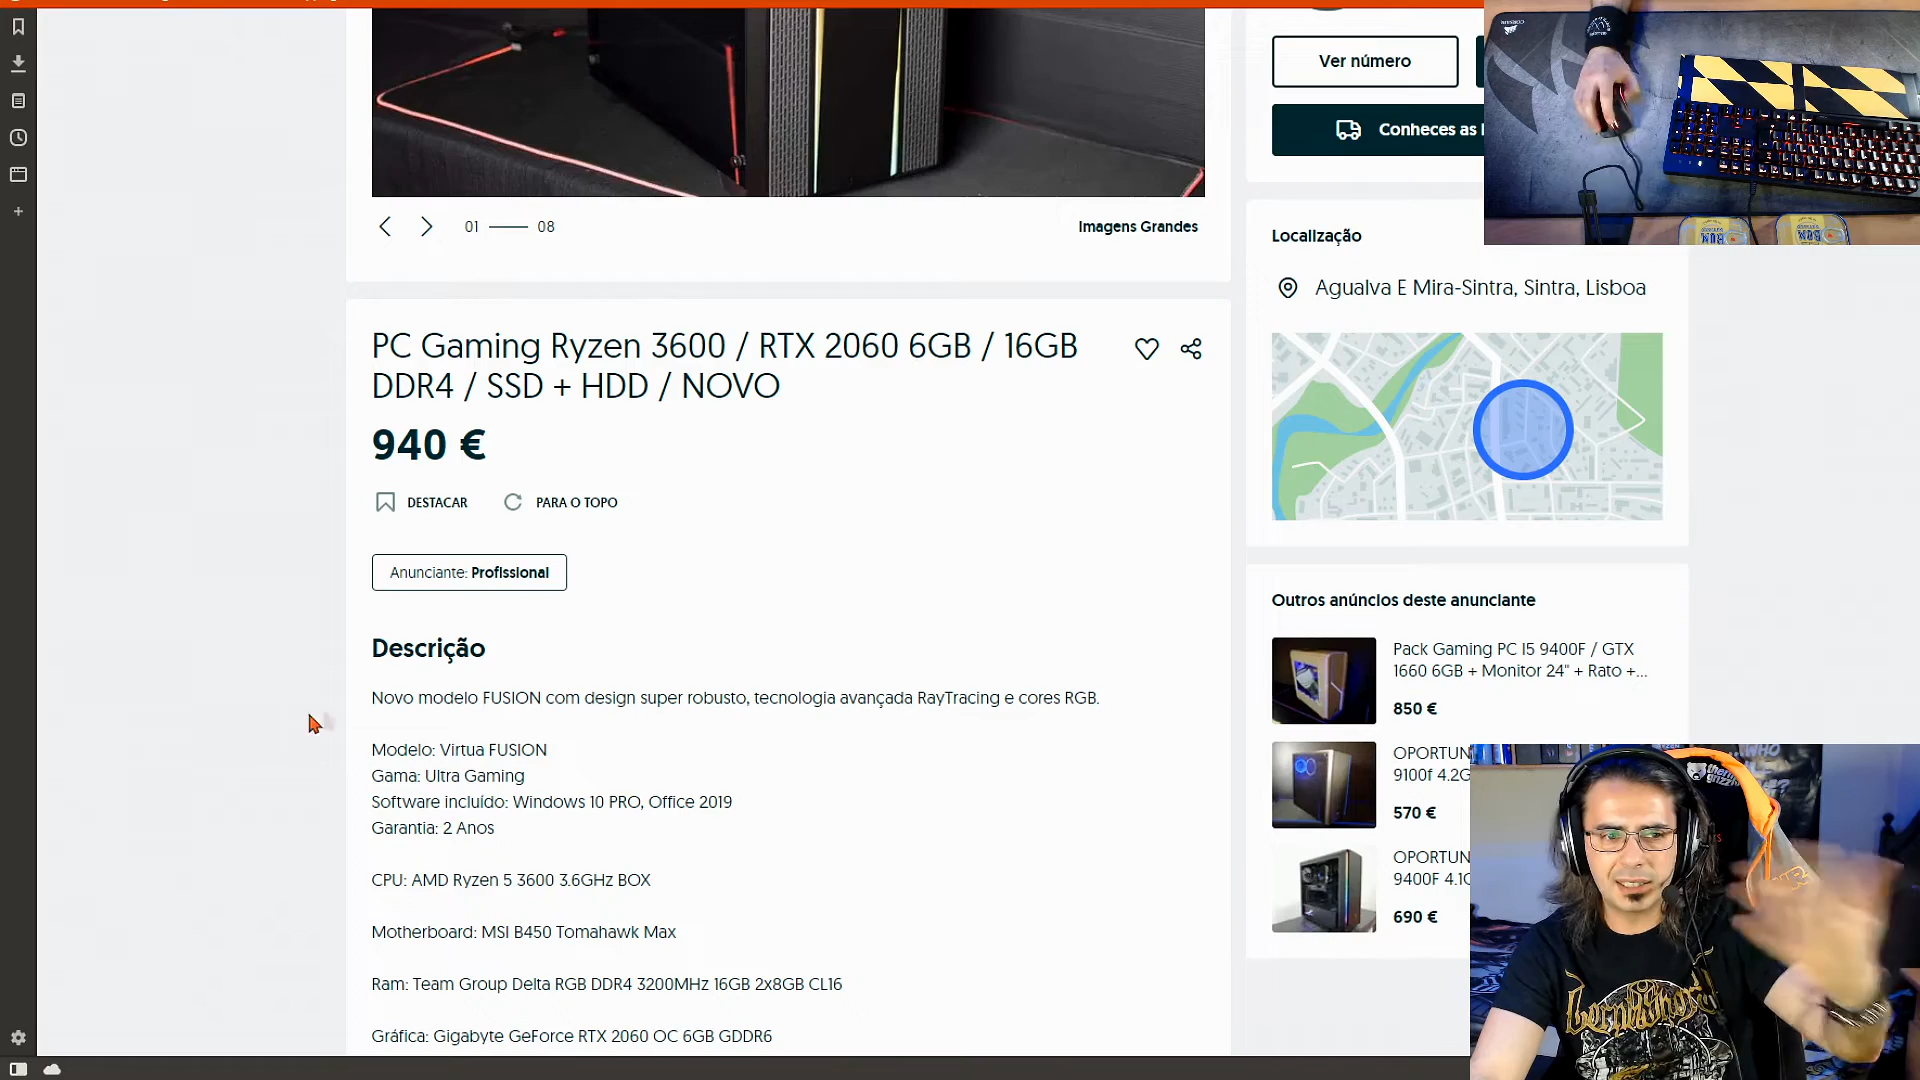 Ver número
Conheces as
01
08
Imagens Grandes
Localização
Agualva E Mira-Sintra, Sintra, Lisboa
PC Gaming Ryzen 3600 / RTX 2060 6GB / 16GB
DDR4 / SSD + HDD / NOVO
940 €
DESTACAR
PARA O TOPO
Anunciante: Profissional
Descrição
Novo modelo FUSION com design super robusto, tecnologia avançada RayTracing e cores RGB.
Modelo: Virtua FUSION
Gama: Ultra Gaming
Software incluído: Windows 10 PRO, Office 2019
Garantia: 2 Anos
CPU: AMD Ryzen 5 3600 3.6GHz BOX
Motherboard: MSI B450 Tomahawk Max
Ram: Team Group Delta RGB DDR4 3200MHz 16GB 2x8GB CL16
Gráfica: Gigabyte GeForce RTX 2060 OC 6GB GDDR6
Outros anúncios deste anunciante
Pack Gaming PC I5 9400F / GTX
1660 6GB + Monitor 24" + Rato +...
850 €
OPORTUN
9100f 4.2G
570 €
OPORTUN
9400F 4.1G
690 €
CORSAIR
BOX
BOX
WHO